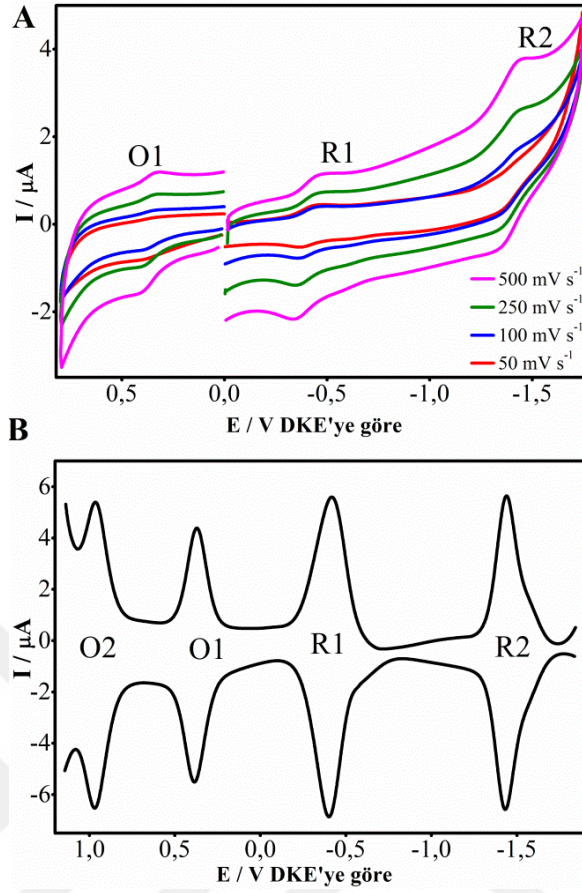 A
4
2
0
-2
I / µA
O1
R1
R2
500 mV s⁻¹
250 mV s⁻¹
100 mV s⁻¹
50 mV s⁻¹
0,5 0,0 -0,5 -1,0 -1,5
E / V DKE'ye göre
B
6
4
2
0
-2
-4
-6
I / µA
O2 O1 R1 R2
1,0 0,5 0,0 -0,5 -1,0 -1,5
E / V DKE'ye göre